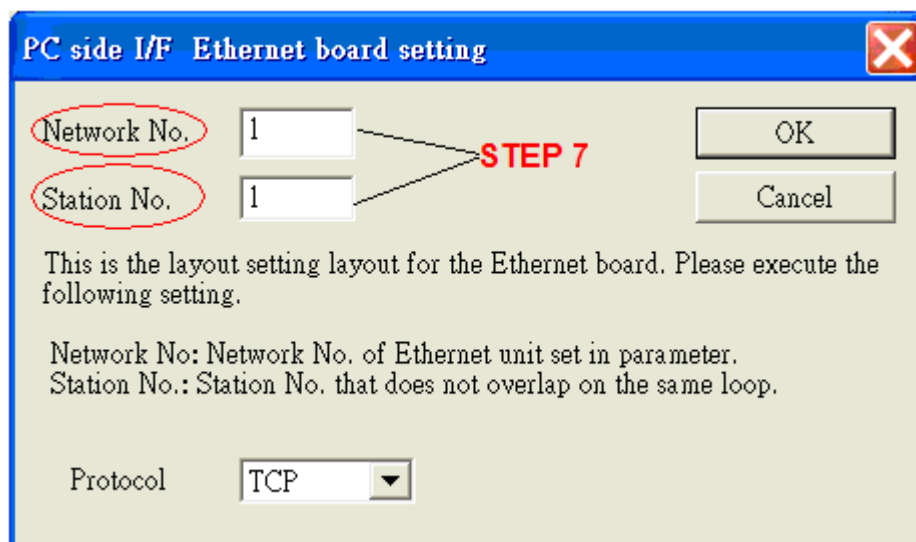 PC side I/F Ethernet board setting
Network No. 1
STEP 7
OK
Station No. 1
Cancel
This is the layout setting layout for the Ethernet board. Please execute the
following setting.
Network No: Network No. of Ethernet unit set in parameter.
Station No.: Station No. that does not overlap on the same loop.
Protocol TCP